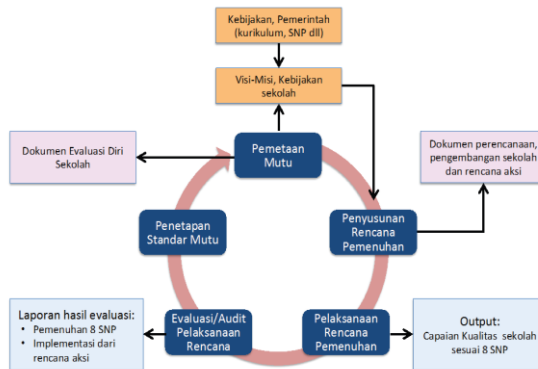 Kebijakan, Pemerintah
(kurikulum, SNP dll)
Visi-Misi, Kebijakan
sekolah
Dokumen Evaluasi Diri
Sekolah
Pemetaan
Mutu
Dokumen perencanaan,
pengembangan sekolah
dan rencana aksi
Penetapan
Standar Mutu
Penyusunan
Rencana
Pemenuhan
Laporan hasil evaluasi:
• Pemenuhan 8 SNP
• Implementasi dari
rencana aksi
Evaluasi/Audit
Pelaksanaan
Rencana
Pelaksanaan
Rencana
Pemenuhan
Output:
Capaian Kualitas sekolah
sesuai 8 SNP